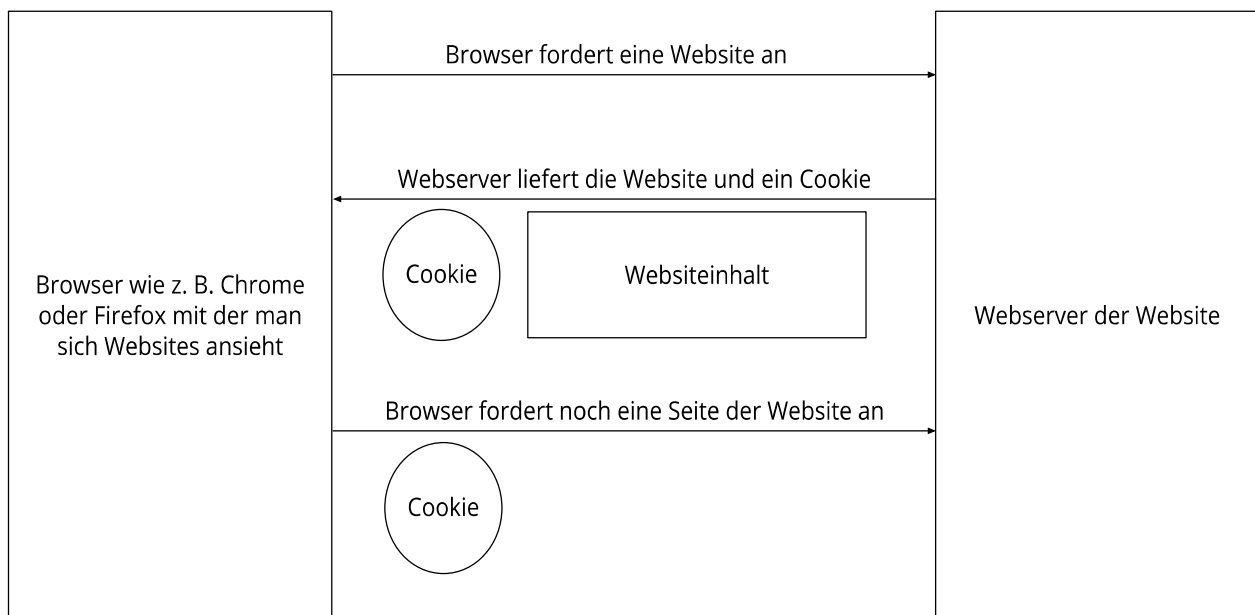 Browser fordert eine Website an
Webserver liefert die Website und ein Cookie
Cookie
Websiteinhalt
Browser wie z. B. Chrome
oder Firefox mit der man
sich Websites ansieht
Webserver der Website
Browser fordert noch eine Seite der Website an
Cookie